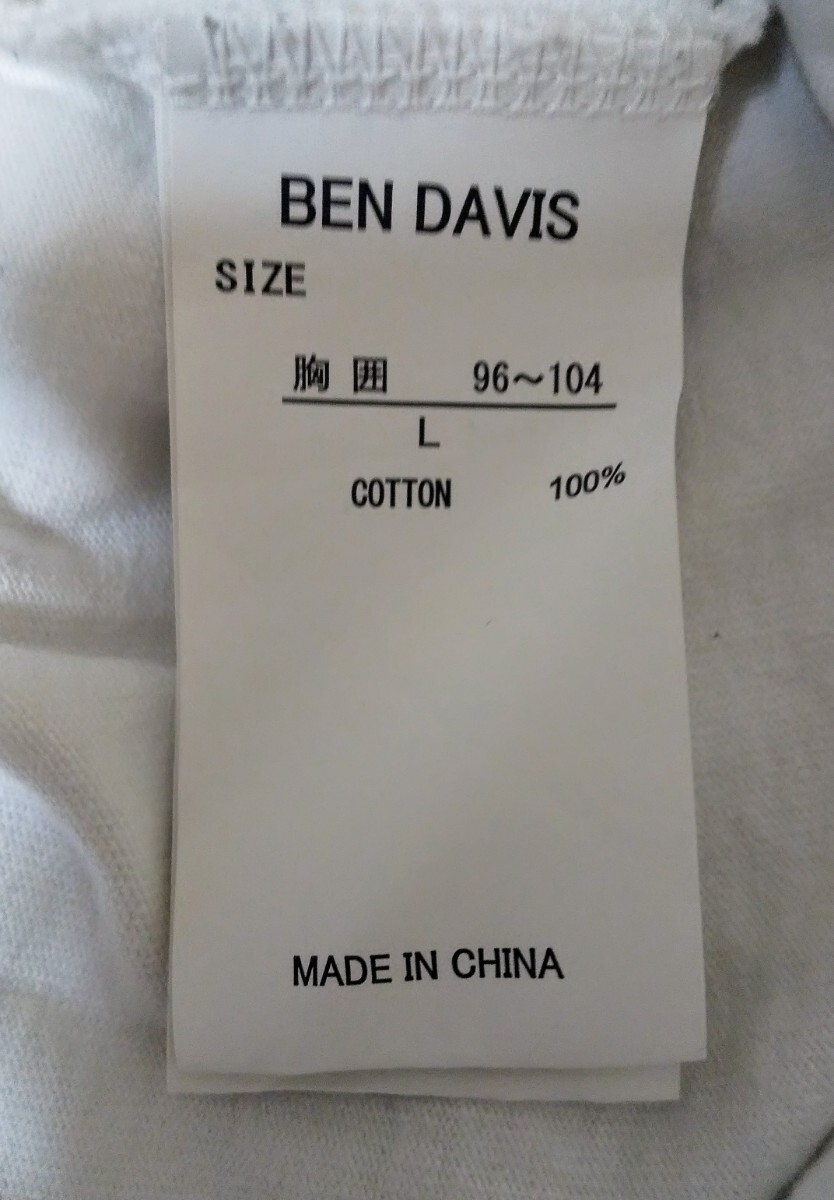 BEN DAVIS
SIZE
胸囲 96～104
L
COTTON 100%
MADE IN CHINA